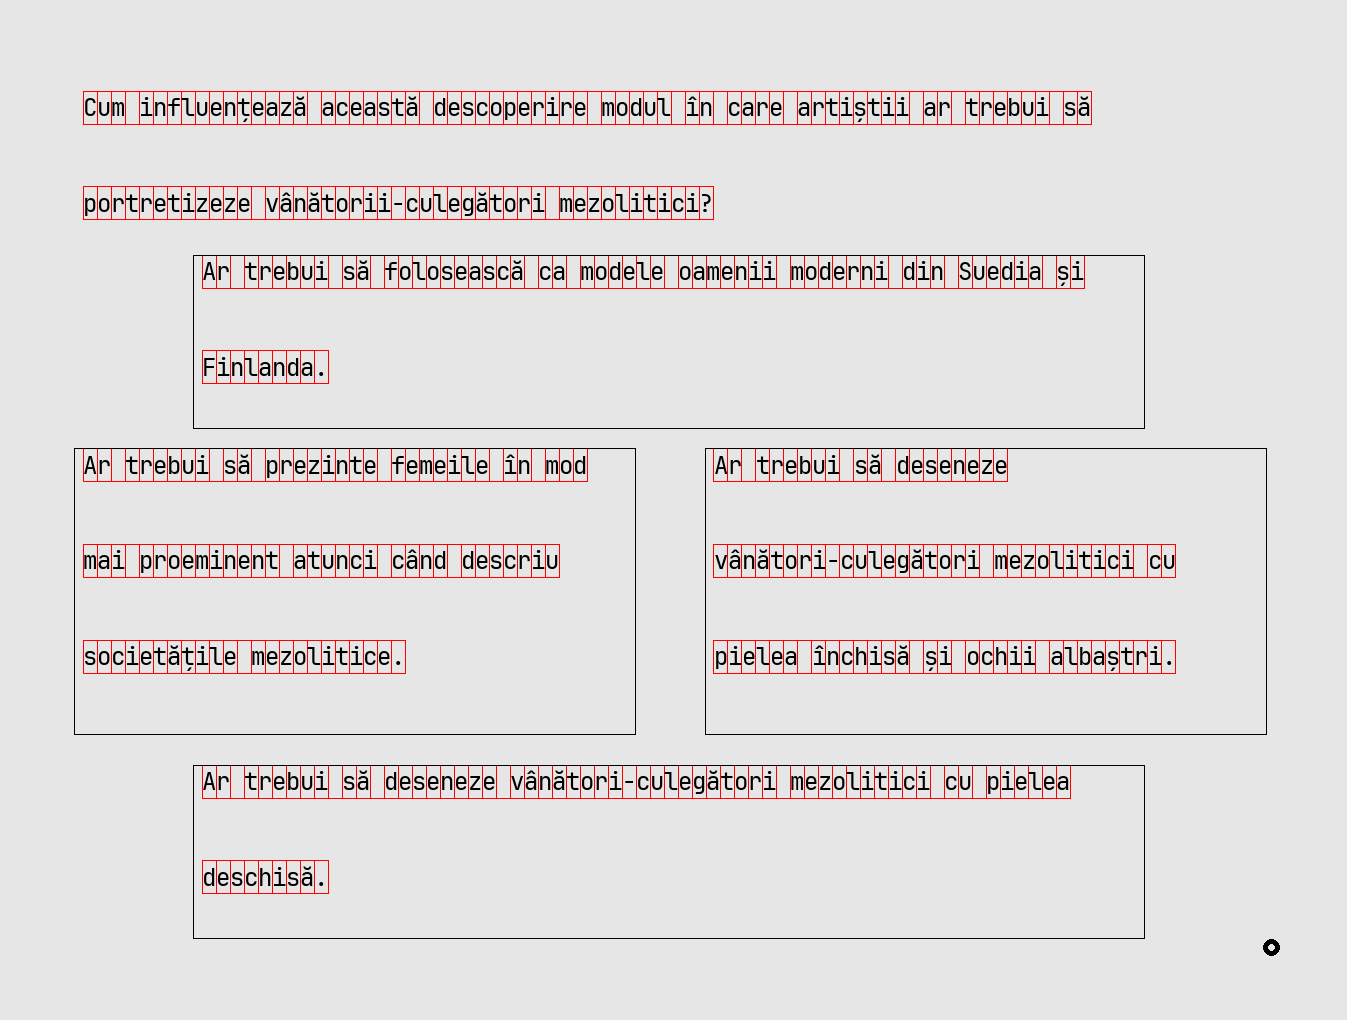 Cum influențează această descoperire modul în care artiștii ar trebui să
portretizeze vânătorii-culegători mezolitici?
Ar trebui să folosească ca modele oamenii moderni din Suedia și
Finlanda.
Ar trebui să prezinte femeile în mod
mai proeminent atunci când descriu
societățile mezolitice.
Ar trebui să deseneze
vânători-culegători mezolitici cu
pielea închisă și ochii albaștri.
Ar trebui să deseneze vânători-culegători mezolitici cu pielea
deschisă.